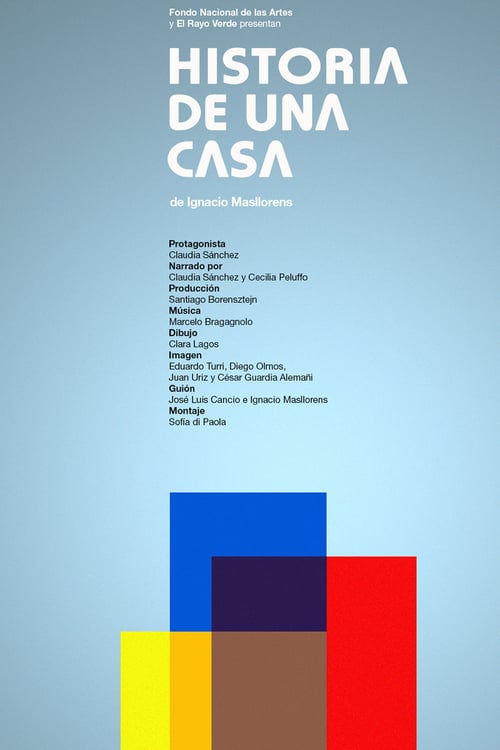 Fondo Nacional de las Artes
y El Rayo Verde presentan
HISTORIA
DE UNA
CASA
de Ignacio Masllorens
Protagonista
Claudia Sánchez
Narrado por
Claudia Sánchez y Cecilia Peluffo
Producción
Santiago Borensztejn
Música
Marcelo Bragagnolo
Dibujo
Clara Lagos
Imagen
Eduardo Turri, Diego Olmos,
Juan Uriz y César Guardia Alemañi
Guión
José Luis Cancio e Ignacio Masllorens
Montaje
Sofía di Paola